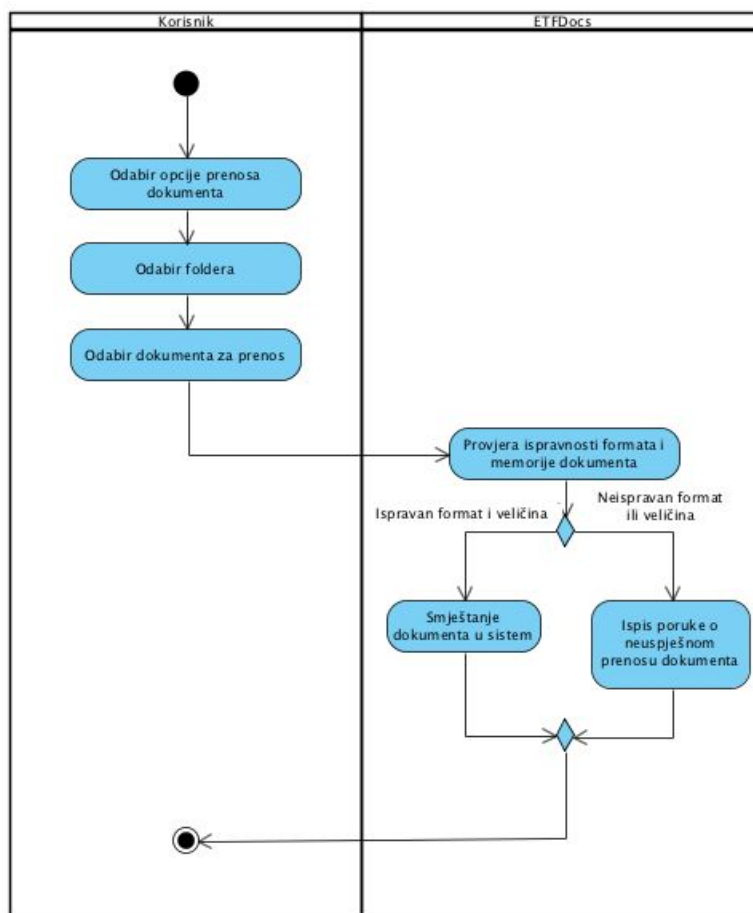 Korisnik
ETFDocs
Odabir opcije prenosa
dokumenta
Odabir foldera
Odabir dokumenta za prenos
Provjera ispravnosti formata i
memorije dokumenta
Ispravan format i veličina
Neispravan format
ili veličina
Smještanje
dokumenta u sistem
Ispis poruke o
neuspješnom
prenosu dokumenta